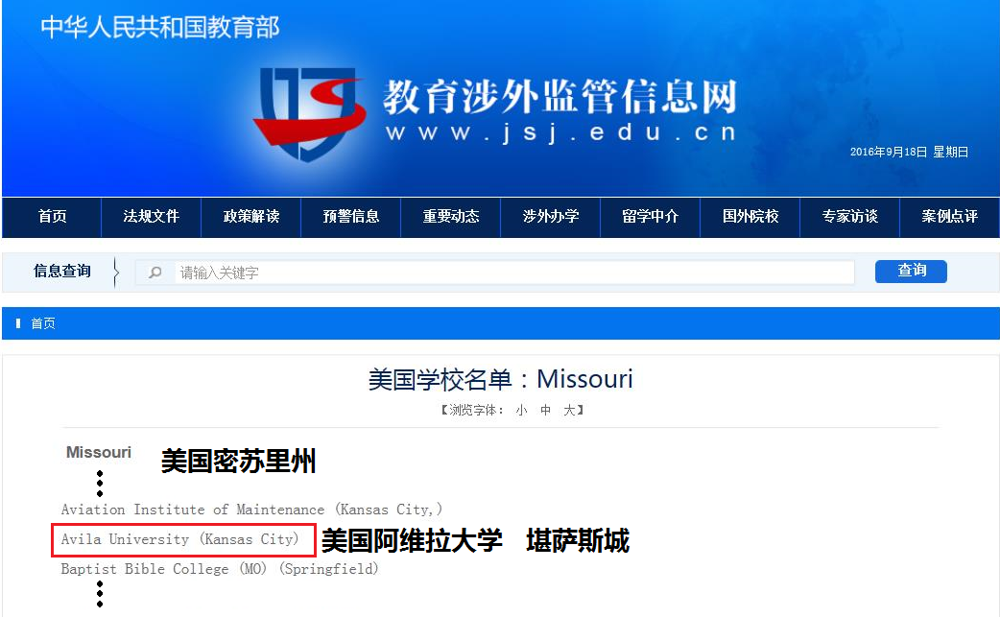 中华人民共和国教育部
教育涉外监管信息网
www.jsj.edu.cn
2016年9月18日 星期日
首页 法规文件 政策解读 预警信息 重要动态 涉外办学 留学中介 国外院校 专家访谈 案例点评
信息查询 请输入关键字 查询
首页
美国学校名单：Missouri
【浏览字体： 小 中 大】
Missouri 美国密苏里州
Aviation Institute of Maintenance (Kansas City,)
Avila University (Kansas City) 美国阿维拉大学 堪萨斯城
Baptist Bible College (MO) (Springfield)